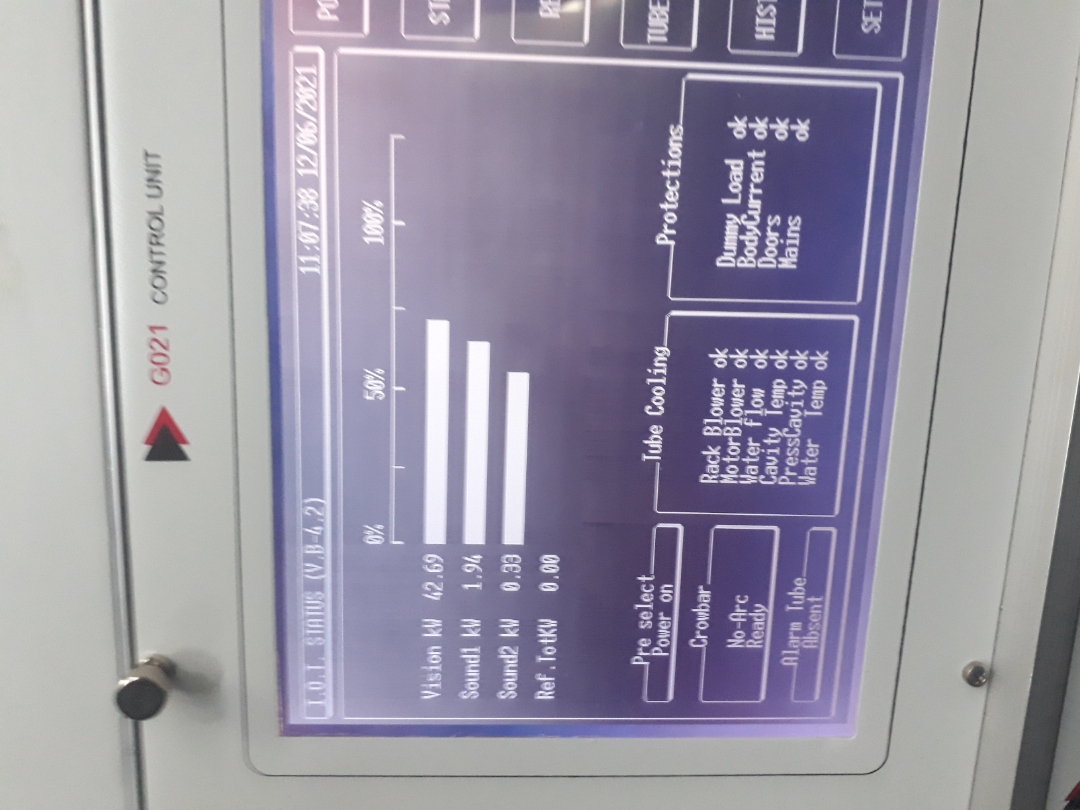 G021 CONTROL UNIT
I.O.T. STATUS (V.B-4.2) 11:07:38 12/06/2021
0% 50% 100%
Vision kW 42.69
Sound1 kW 1.94
Sound2 kW 0.33
Ref.TotKW 0.00
Pre select
Power on
Crowbar
No-Arc
Ready
Alarm Tube
Absent
Tube Cooling
Rack Blower ok
MotorBlower ok
Water flow ok
Cavity Temp ok
PressCavity ok
Water Temp ok
Protections
Dummy Load ok
BodyCurrent ok
Doors ok
Mains ok
PO
ST
RE
TUBE
HIST
SET